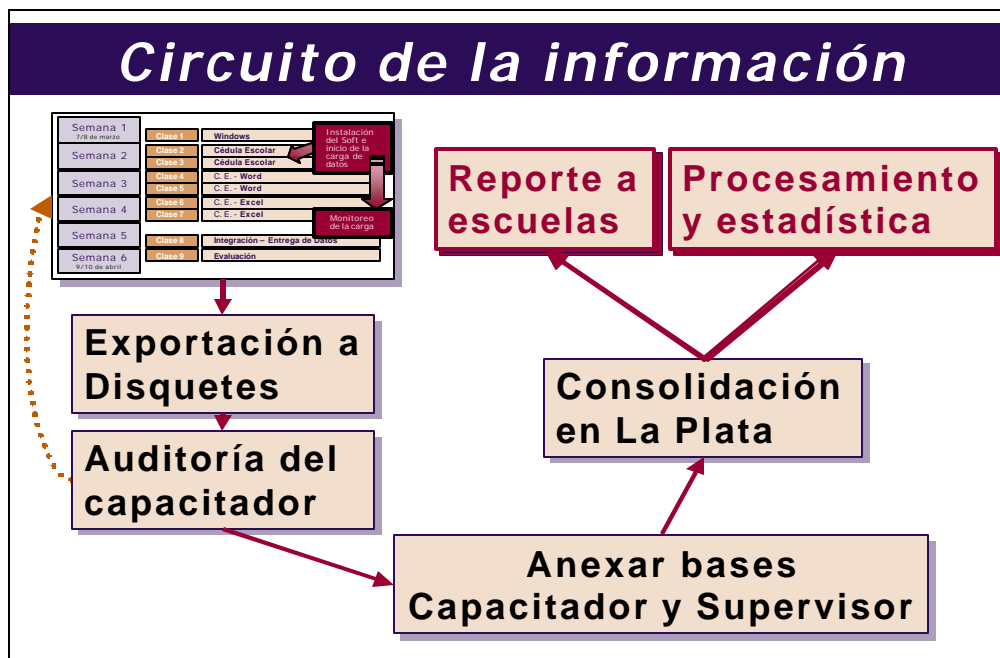 Circuito de la información
Semana 1
7/8 de marzo
Clase 1
Windows
Semana 2
Clase 2
Cédula Escolar
Clase 3
Cédula Escolar
Semana 3
Clase 4
C. E. - Word
Clase 5
C. E. - Word
Semana 4
Clase 6
C. E. - Excel
Clase 7
C. E. - Excel
Semana 5
Clase 8
Integración – Entrega de Datos
Semana 6
9/10 de abril
Clase 9
Evaluación
Instalación
del Soft e
inicio de la
carga de
datos
Monitoreo
de la carga
Exportación a
Disquetes
Auditoría del
capacitador
Anexar bases
Capacitador y Supervisor
Consolidación
en La Plata
Reporte a
escuelas
Procesamiento
y estadística